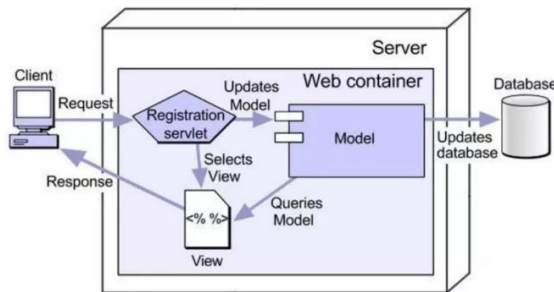 Server
Client
Web container
Database
Request
Registration
servlet
Updates
Model
Model
Updates
database
Selects
View
Response
Queries
Model
<% %>
View